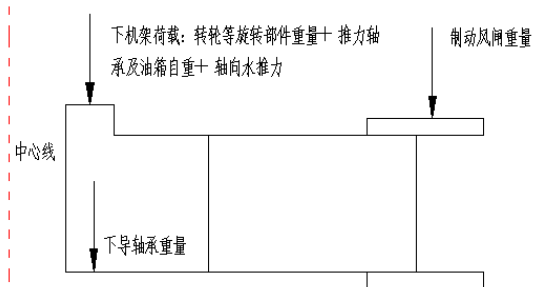 下机架荷载：转轮等旋转部件重量＋ 推力轴
承及油箱自重＋ 轴向水推力
制动风闸重量
中心线
下导轴承重量